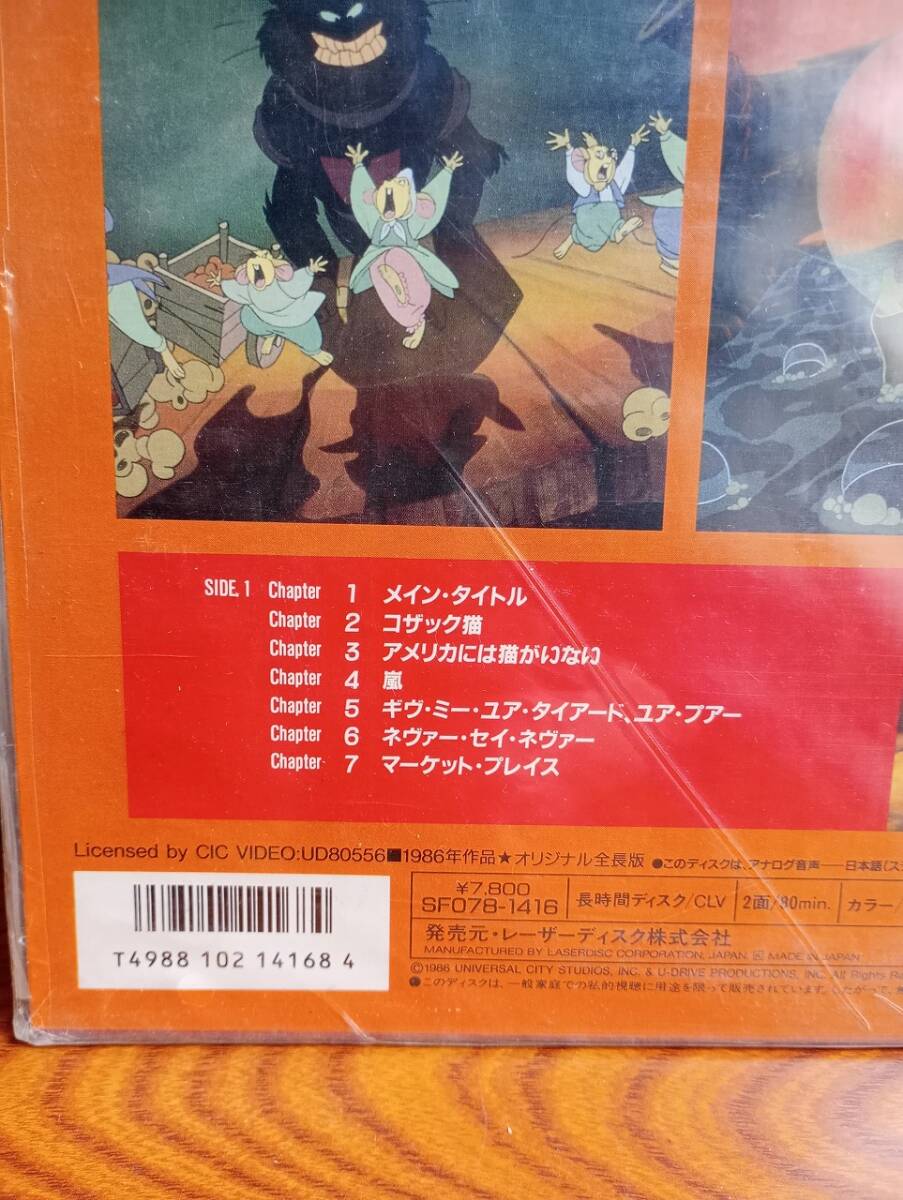 SIDE. 1 Chapter 1 メイン・タイトル
Chapter 2 コザック猫
Chapter 3 アメリカには猫がいない
Chapter 4 嵐
Chapter 5 ギヴ・ミー・ユア・タイアード、ユア・プアー
Chapter 6 ネヴァー・セイ・ネヴァー
Chapter 7 マーケット・プレイス
Licensed by CIC VIDEO:UD80556■1986年作品★オリジナル全長版 ●このディスクは、アナログ音声──日本語(ステ
¥7,800
SF078-1416
長時間ディスク/CLV
2面/80min.
カラー/
発売元・レーザーディスク株式会社
MANUFACTURED BY LASERDISC CORPORATION, JAPAN. MADE IN JAPAN
©1986 UNIVERSAL CITY STUDIOS, INC. & U-DRIVE PRODUCTIONS, INC. All Rights Re
●このディスクは、一般家庭での私的視聴に用途を限って販売されています。したがって、
T4988 102 14168 4